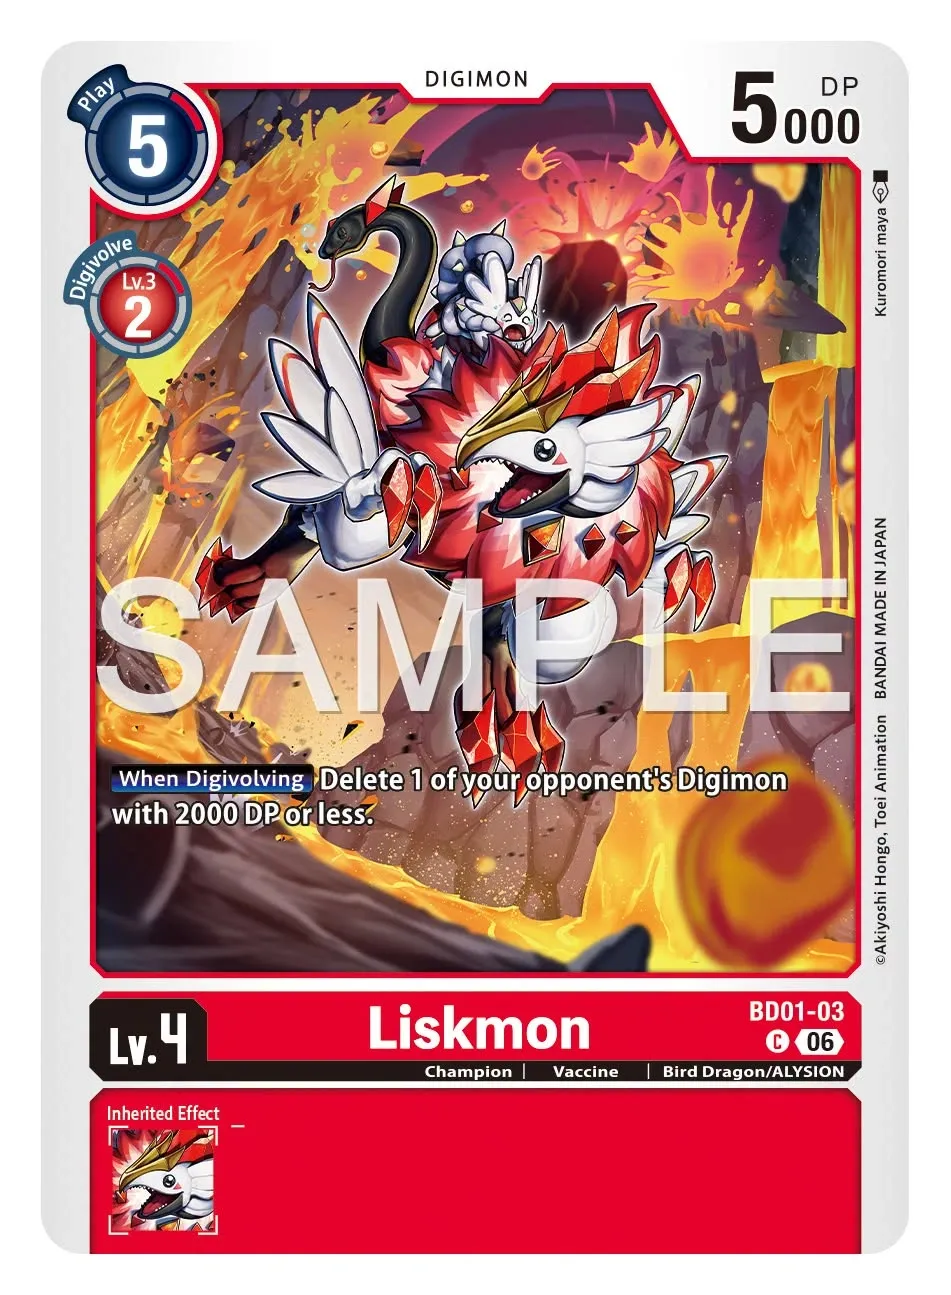 DIGIMON
Play
5
5000
DP
Digivolve
Lv.3
2
Kuromori maya
BANDAI MADE IN JAPAN
©Akiyoshi Hongo, Toei Animation
SAMPLE
When Digivolving Delete 1 of your opponent's Digimon
with 2000 DP or less.
Lv.4
Liskmon
BD01-03
C 06
Champion | Vaccine | Bird Dragon/ALYSION
Inherited Effect –